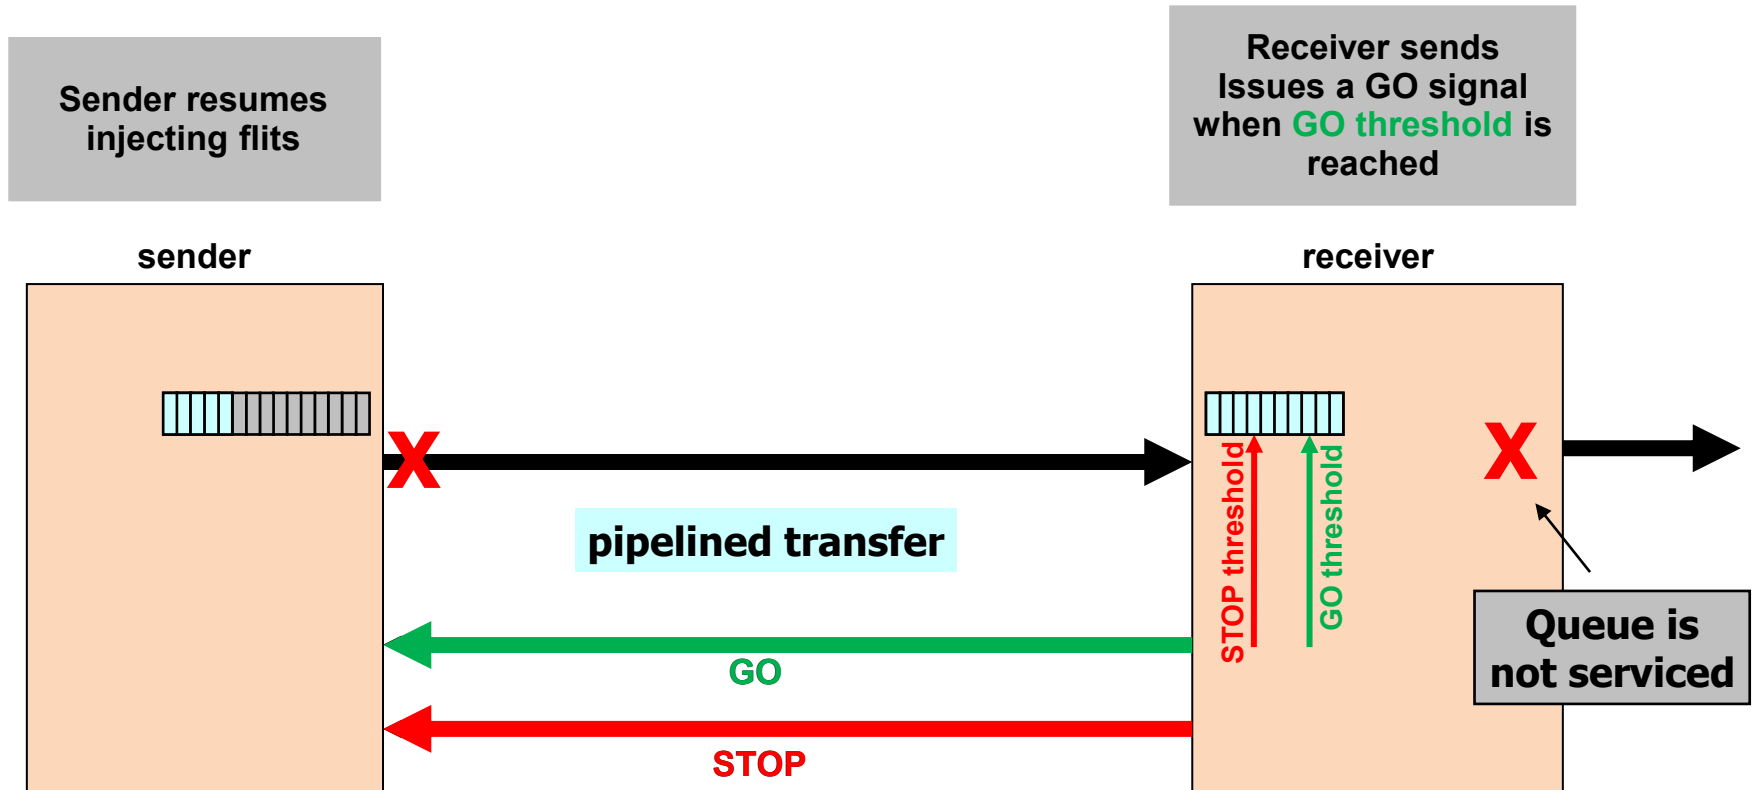 Sender resumes
injecting flits
Receiver sends
Issues a GO signal
when GO threshold is
reached
sender
receiver
X
X
STOP threshold
GO threshold
pipelined transfer
GO
STOP
Queue is
not serviced